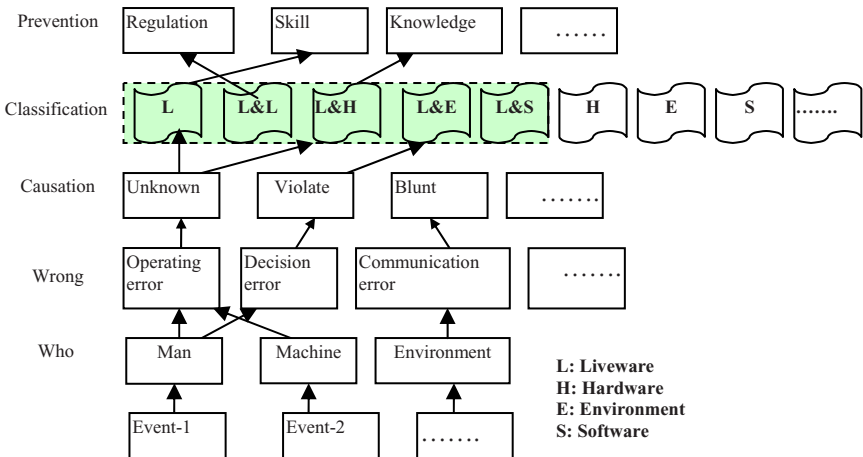 Prevention Regulation Skill Knowledge ......
Classification L L&L L&H L&E L&S H E S .......
Causation Unknown Violate Blunt .......
Wrong Operating error Decision error Communication error .......
Who Man Machine Environment
Event-1 Event-2 .......
L: Liveware
H: Hardware
E: Environment
S: Software